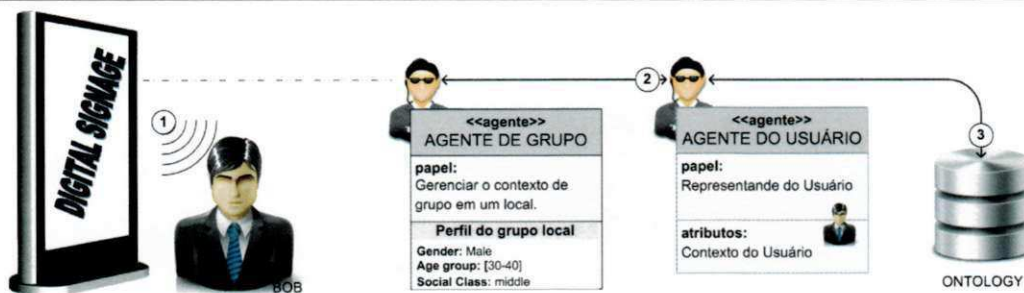 DIGITAL SIGNAGE
1
BOB
<<agente>>
AGENTE DE GRUPO
papel:
Gerenciar o contexto de
grupo em um local.
Perfil do grupo local
Gender: Male
Age group: [30-40]
Social Class: middle
2
<<agente>>
AGENTE DO USUÁRIO
papel:
Representande do Usuário
atributos:
Contexto do Usuário
3
ONTOLOGY